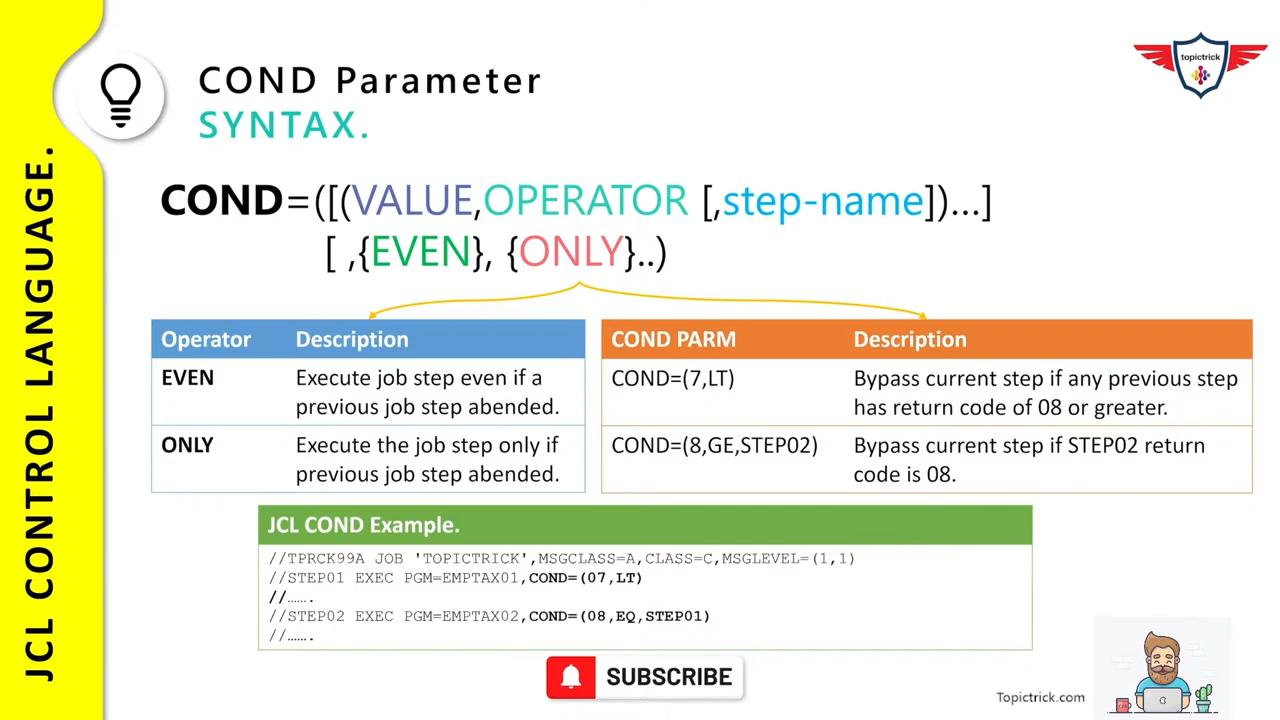 JCL CONTROL LANGUAGE.
topictrick
COND Parameter
SYNTAX.
COND=([(VALUE,OPERATOR [,step-name])...]
[ ,{EVEN}, {ONLY}..)
Operator Description
EVEN Execute job step even if a
previous job step abended.
ONLY Execute the job step only if
previous job step abended.
COND PARM Description
COND=(7,LT) Bypass current step if any previous step
has return code of 08 or greater.
COND=(8,GE,STEP02) Bypass current step if STEP02 return
code is 08.
JCL COND Example.
//TPRCK99A JOB 'TOPICTRICK',MSGCLASS=A,CLASS=C,MSGLEVEL=(1,1)
//STEP01 EXEC PGM=EMPTAX01,COND=(07,LT)
//…….
//STEP02 EXEC PGM=EMPTAX02,COND=(08,EQ,STEP01)
//…….
SUBSCRIBE
Topictrick.com